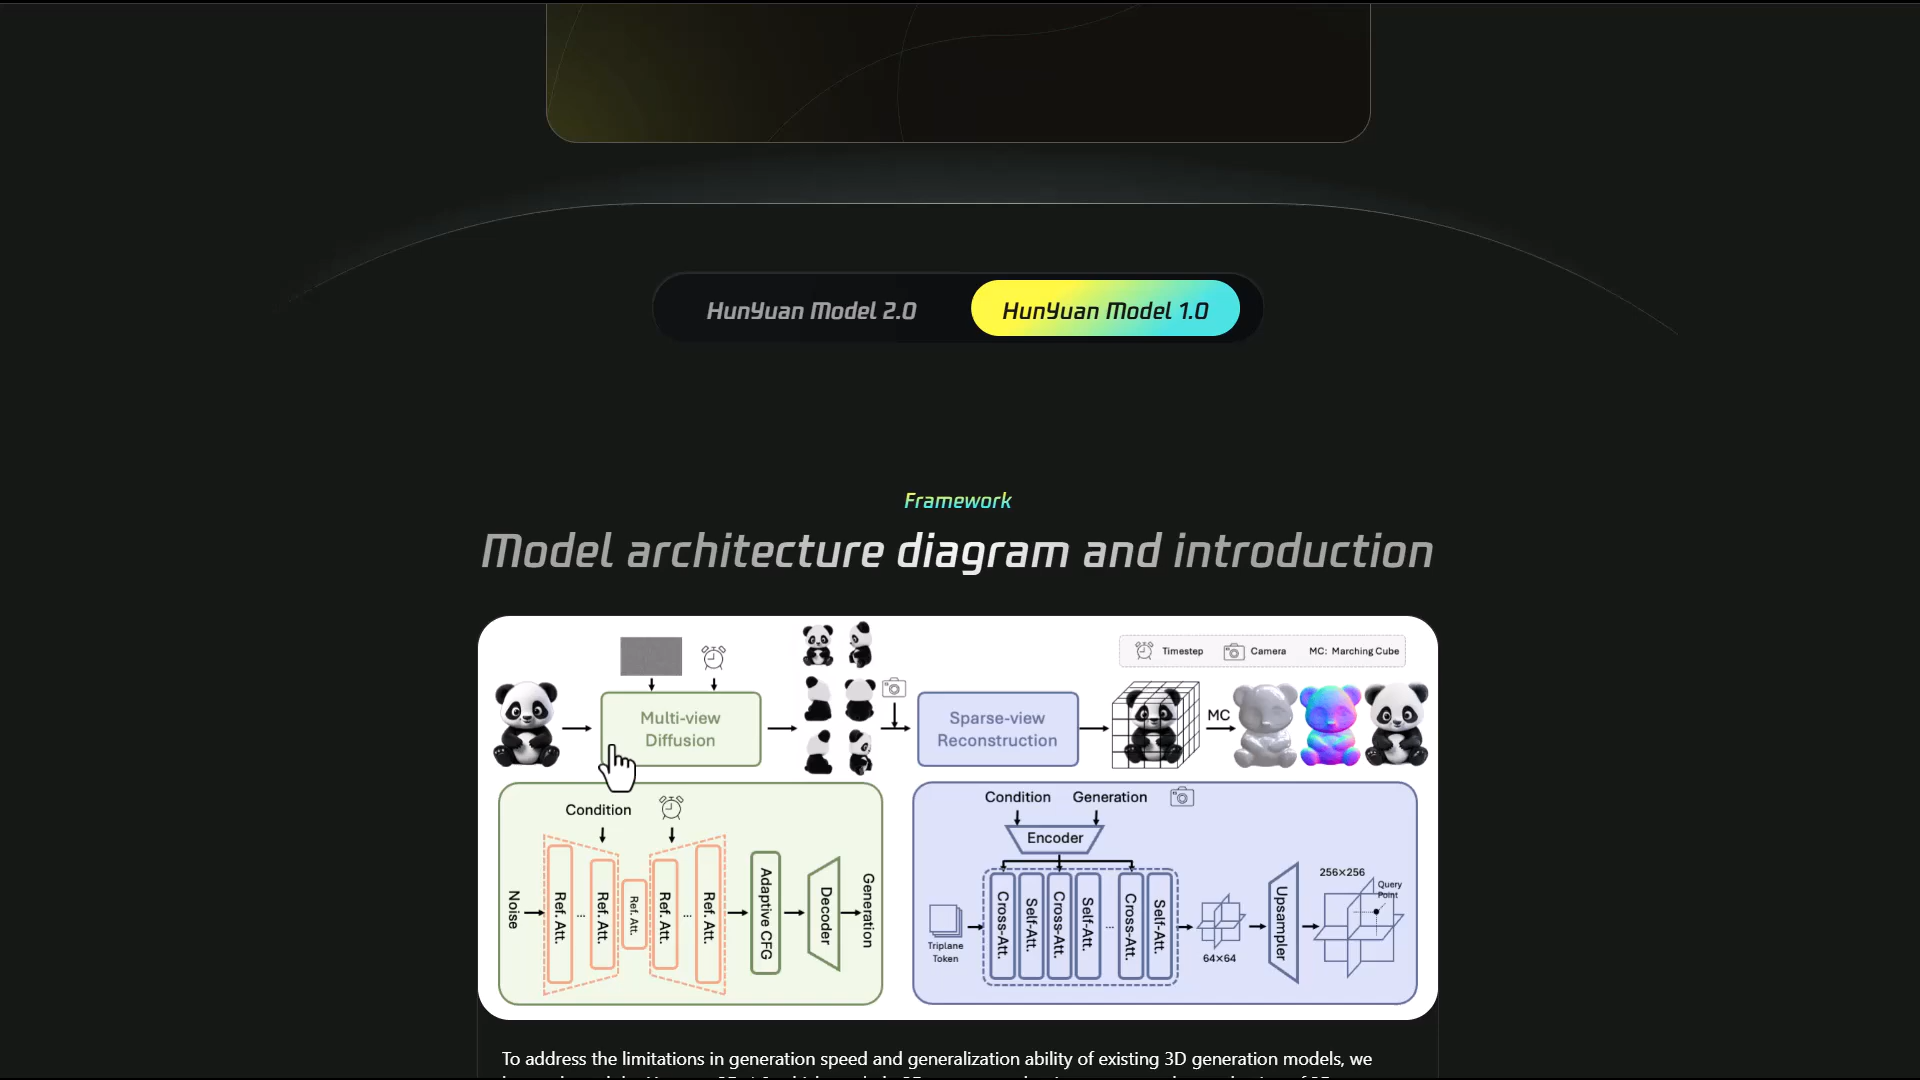 HunYuan Model 2.0
HunYuan Model 1.0
Framework
Model architecture diagram and introduction
Timestep
Camera
MC: Marching Cube
Multi-view
Diffusion
Sparse-view
Reconstruction
MC
Condition
Noise
Ref. Att.
...
Ref. Att.
Ref. Att.
Ref. Att.
...
Ref. Att.
Adaptive CFG
Decoder
Generation
Condition
Generation
Encoder
Triplane
Token
Cross-Att.
Self-Att.
Cross-Att.
Self-Att.
...
Cross-Att.
Self-Att.
64×64
Upsampler
256×256
Query
Point
To address the limitations in generation speed and generalization ability of existing 3D generation models, we